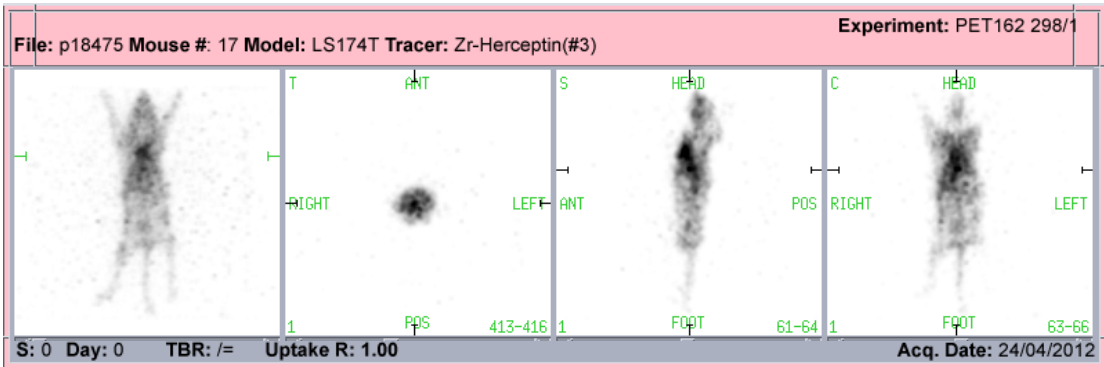 Experiment: PET162 298/1
File: p18475 Mouse #: 17 Model: LS174T Tracer: Zr-Herceptin(#3)
T ANT
RIGHT LEFT
1 POS 413-416
S HEAD
ANT POS
1 FOOT 61-64
C HEAD
RIGHT LEFT
1 FOOT 63-66
S: 0 Day: 0 TBR: /= Uptake R: 1.00 Acq. Date: 24/04/2012